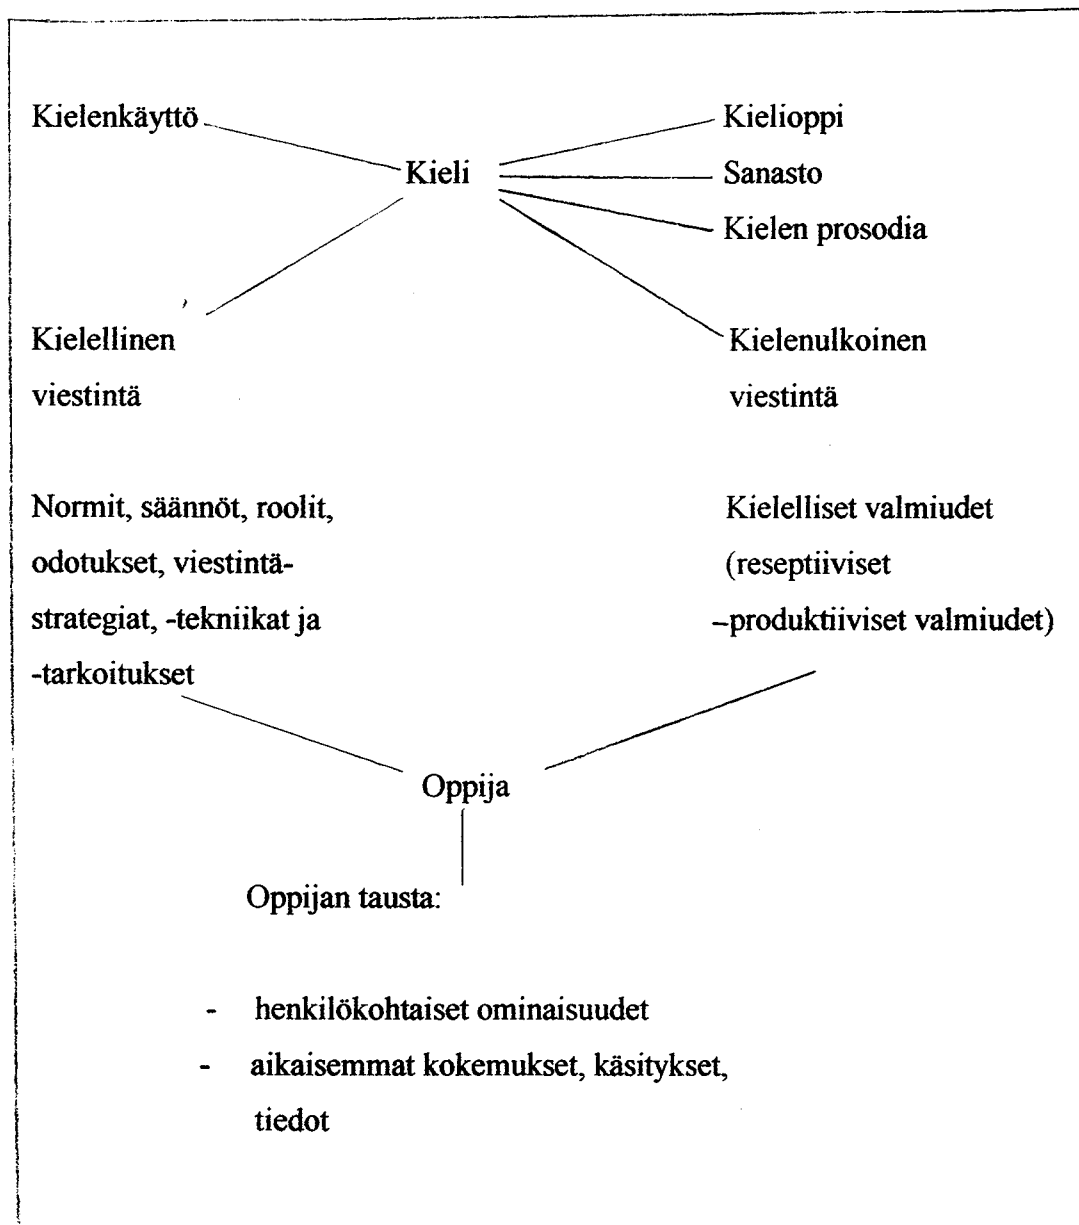 Kielenkäyttö
Kielioppi
Kieli
Sanasto
Kielen prosodia
Kielellinen
viestintä
Kielenulkoinen
viestintä
Normit, säännöt, roolit,
odotukset, viestintä-
strategiat, -tekniikat ja
-tarkoitukset
Kielelliset valmiudet
(reseptiiviset
–produktiiviset valmiudet)
Oppija
Oppijan tausta:
- henkilökohtaiset ominaisuudet
- aikaisemmat kokemukset, käsitykset,
tiedot